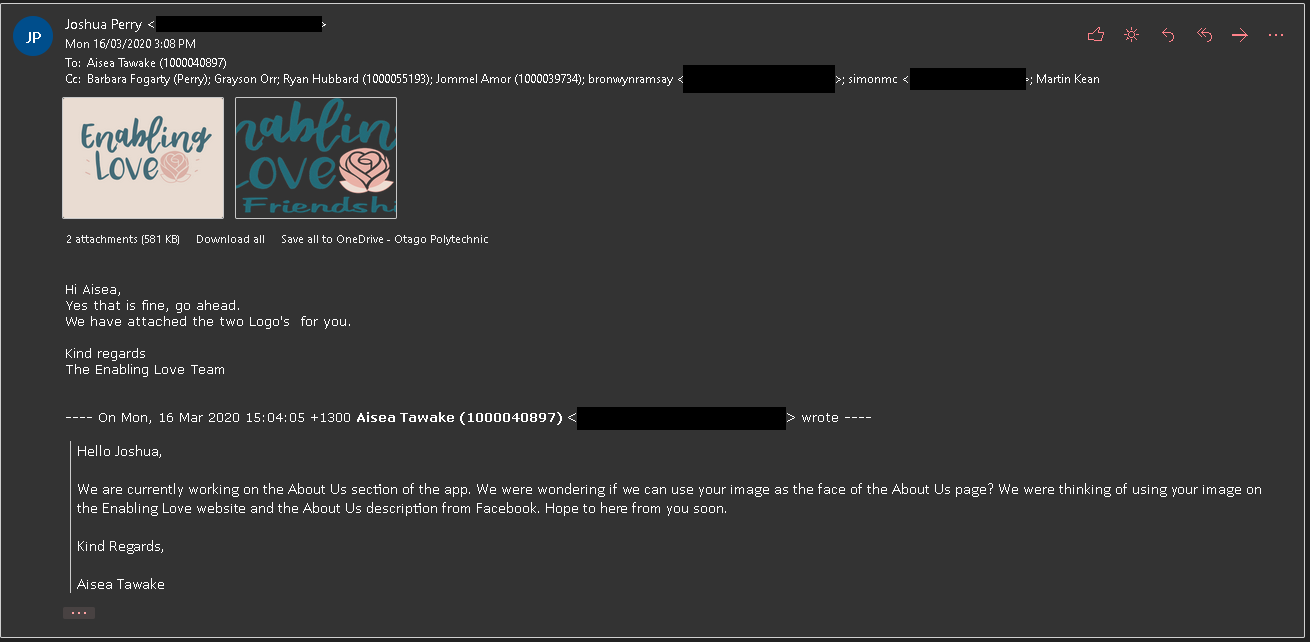 JP
Joshua Perry < >
Mon 16/03/2020 3:08 PM
To: Aisea Tawake (1000040897)
Cc: Barbara Fogarty (Perry); Grayson Orr; Ryan Hubbard (1000055193); Jommel Amor (1000039734); bronwynramsay < >; simonmc < >; Martin Kean
Enabling
LOVE
nablin
OVE
Friendshi
2 attachments (581 KB) Download all Save all to OneDrive - Otago Polytechnic
Hi Aisea,
Yes that is fine, go ahead.
We have attached the two Logo's  for you.
Kind regards
The Enabling Love Team
---- On Mon, 16 Mar 2020 15:04:05 +1300 Aisea Tawake (1000040897) < > wrote ----
Hello Joshua,
We are currently working on the About Us section of the app. We were wondering if we can use your image as the face of the About Us page? We were thinking of using your image on
the Enabling Love website and the About Us description from Facebook. Hope to here from you soon.
Kind Regards,
Aisea Tawake